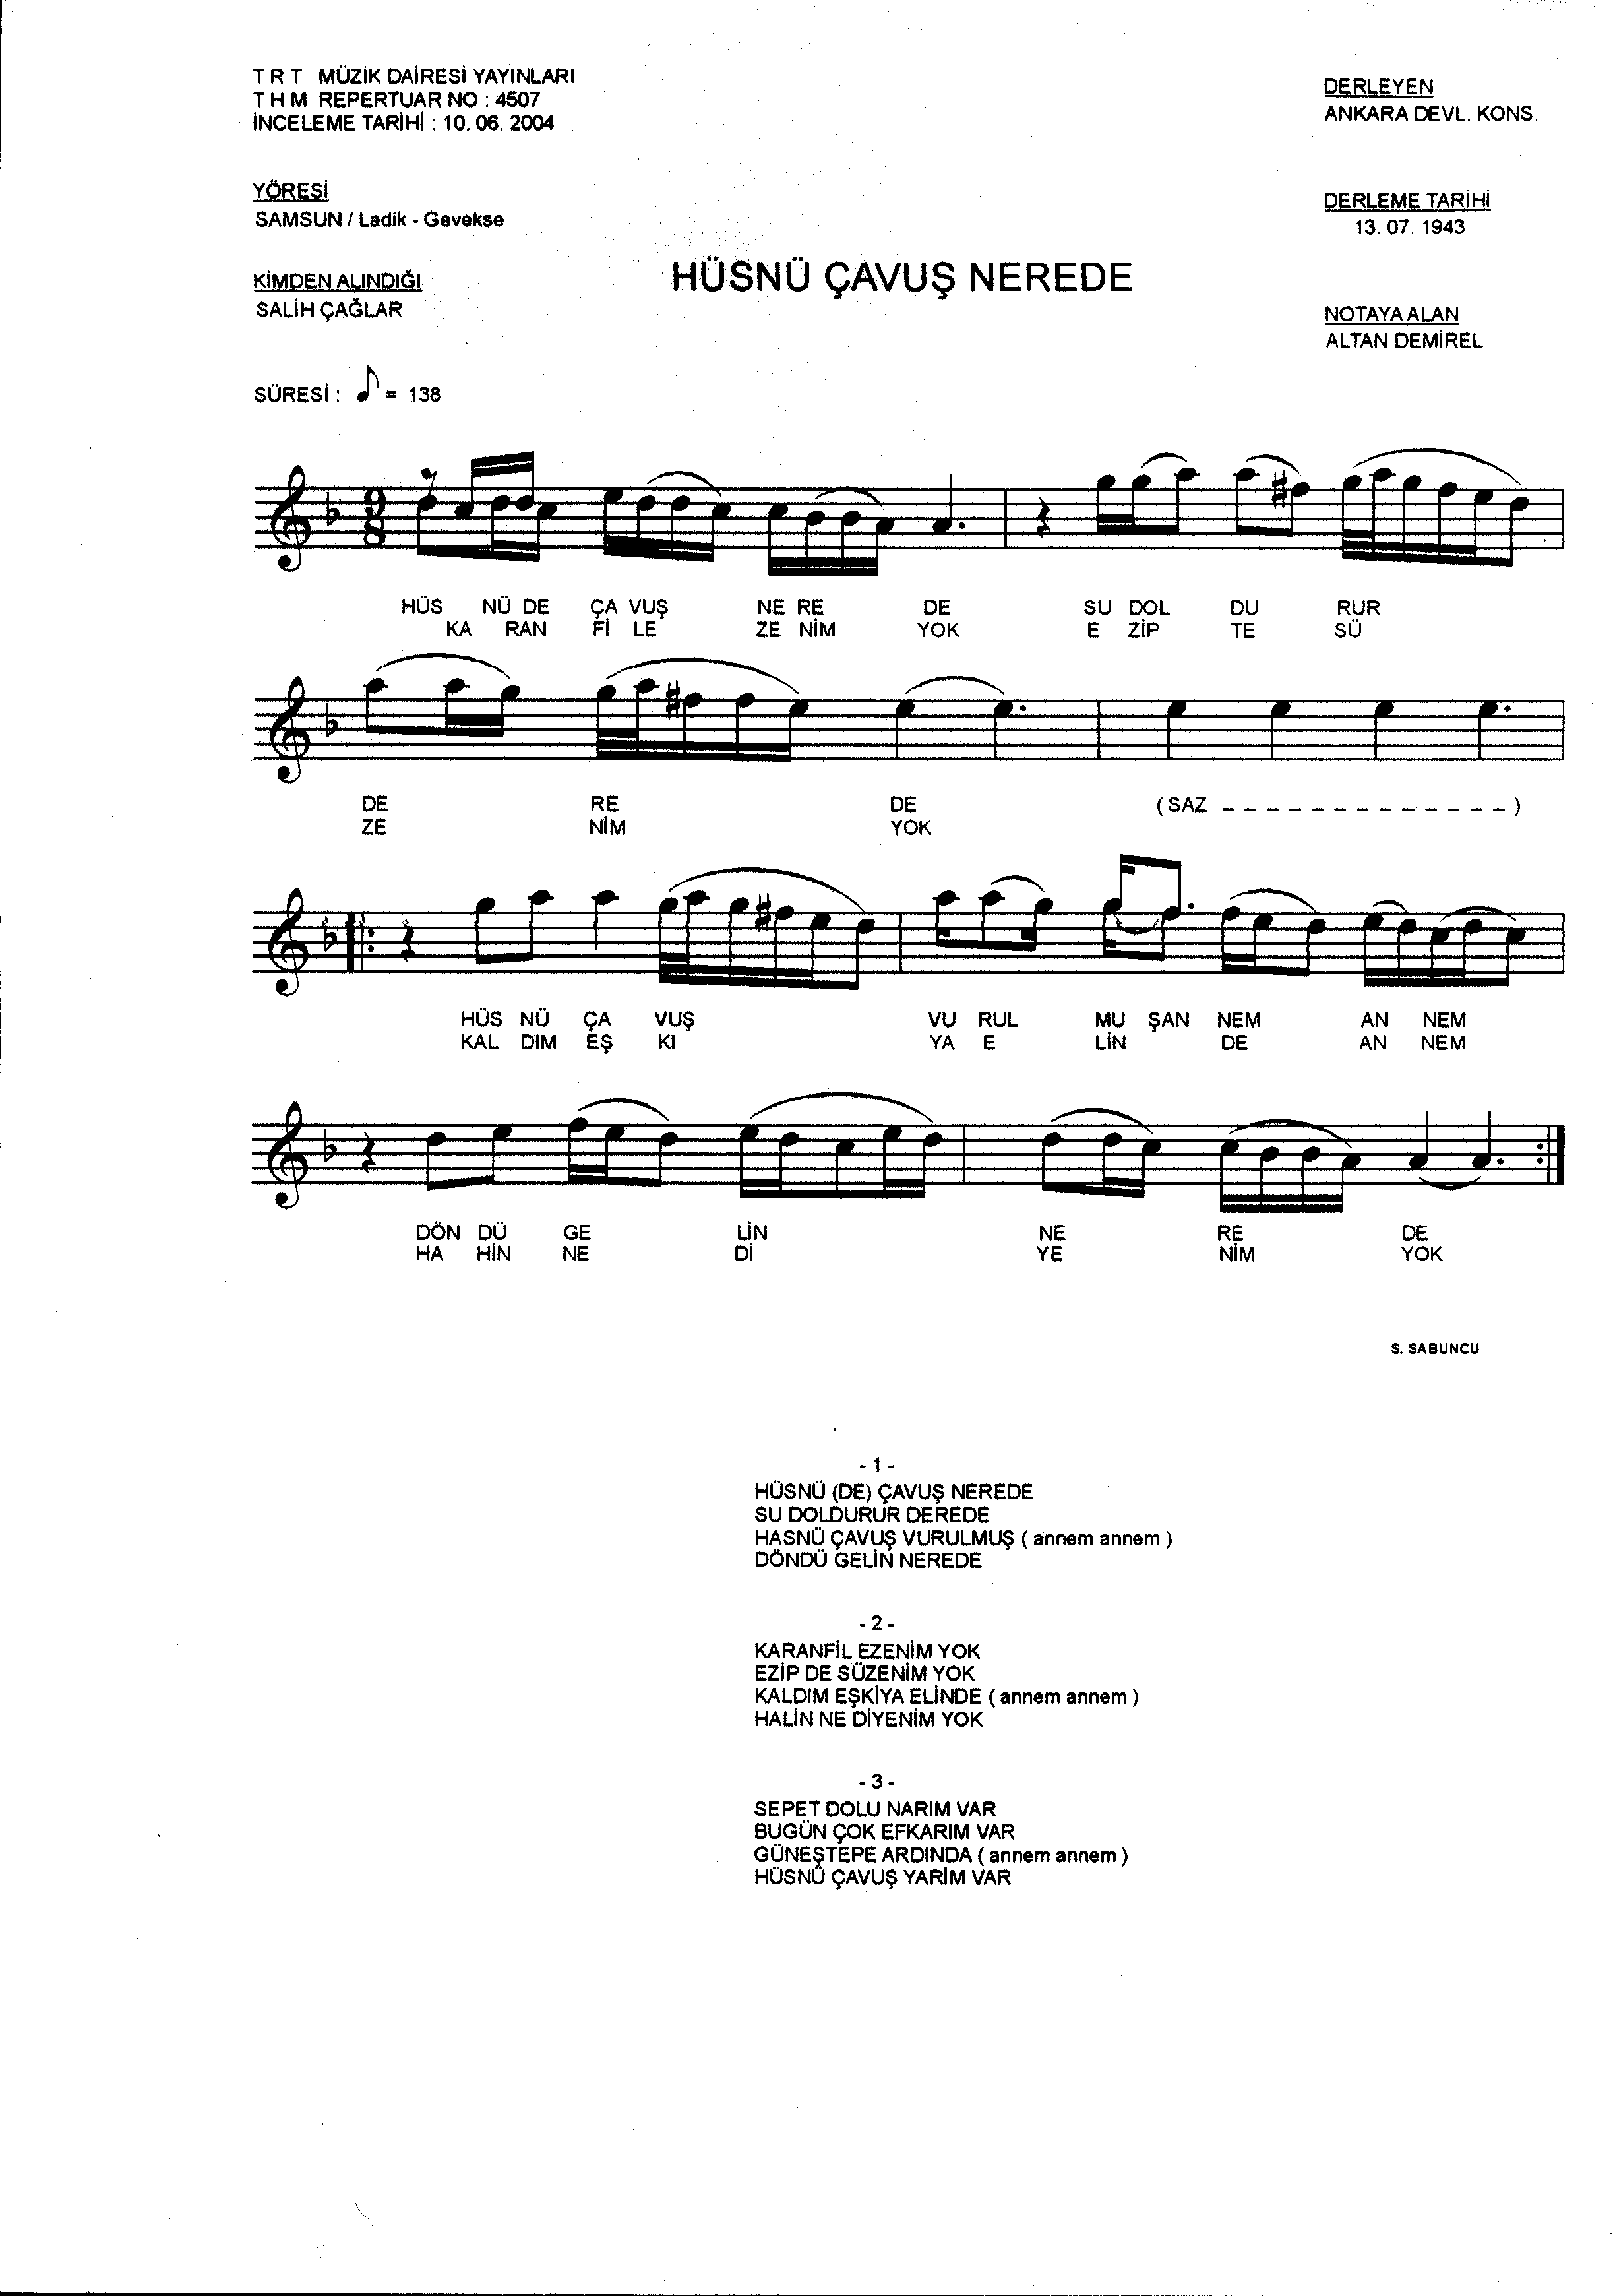 T R T MÜZİK DAİRESİ YAYINLARI
T H M REPERTUAR NO : 4507
İNCELEME TARİHİ : 10. 06. 2004
DERLEYEN
ANKARA DEVL. KONS.
YÖRESİ
SAMSUN / Ladik - Gevekse
DERLEME TARİHİ
13. 07. 1943
HÜSNÜ ÇAVUŞ NEREDE
KİMDEN ALINDIĞI
SALİH ÇAĞLAR
NOTAYA ALAN
ALTAN DEMİREL
SÜRESİ : ♪ = 138
9
8
HÜS NÜ DE ÇA VUŞ NE RE DE SU DOL DU RUR
KA RAN Fİ LE ZE NİM YOK E ZİP TE SÜ
DE RE DE ( SAZ _ _ _ _ _ _ _ _ _ _ _ _ _ _ )
ZE NİM YOK
HÜS NÜ ÇA VUŞ VU RUL MU ŞAN NEM AN NEM
KAL DIM EŞ KI YA E LİN DE AN NEM
DÖN DÜ GE LİN NE RE DE
HA HİN NE Dİ YE NİM YOK
S. SABUNCU
- 1 -
HÜSNÜ (DE) ÇAVUŞ NEREDE
SU DOLDURUR DEREDE
HASNÜ ÇAVUŞ VURULMUŞ ( annem annem )
DÖNDÜ GELİN NEREDE
- 2 -
KARANFİL EZENİM YOK
EZİP DE SÜZENİM YOK
KALDIM EŞKİYA ELİNDE ( annem annem )
HALİN NE DİYENİM YOK
- 3 -
SEPET DOLU NARIM VAR
BUGÜN ÇOK EFKARIM VAR
GÜNEŞTEPE ARDINDA ( annem annem )
HÜSNÜ ÇAVUŞ YARİM VAR